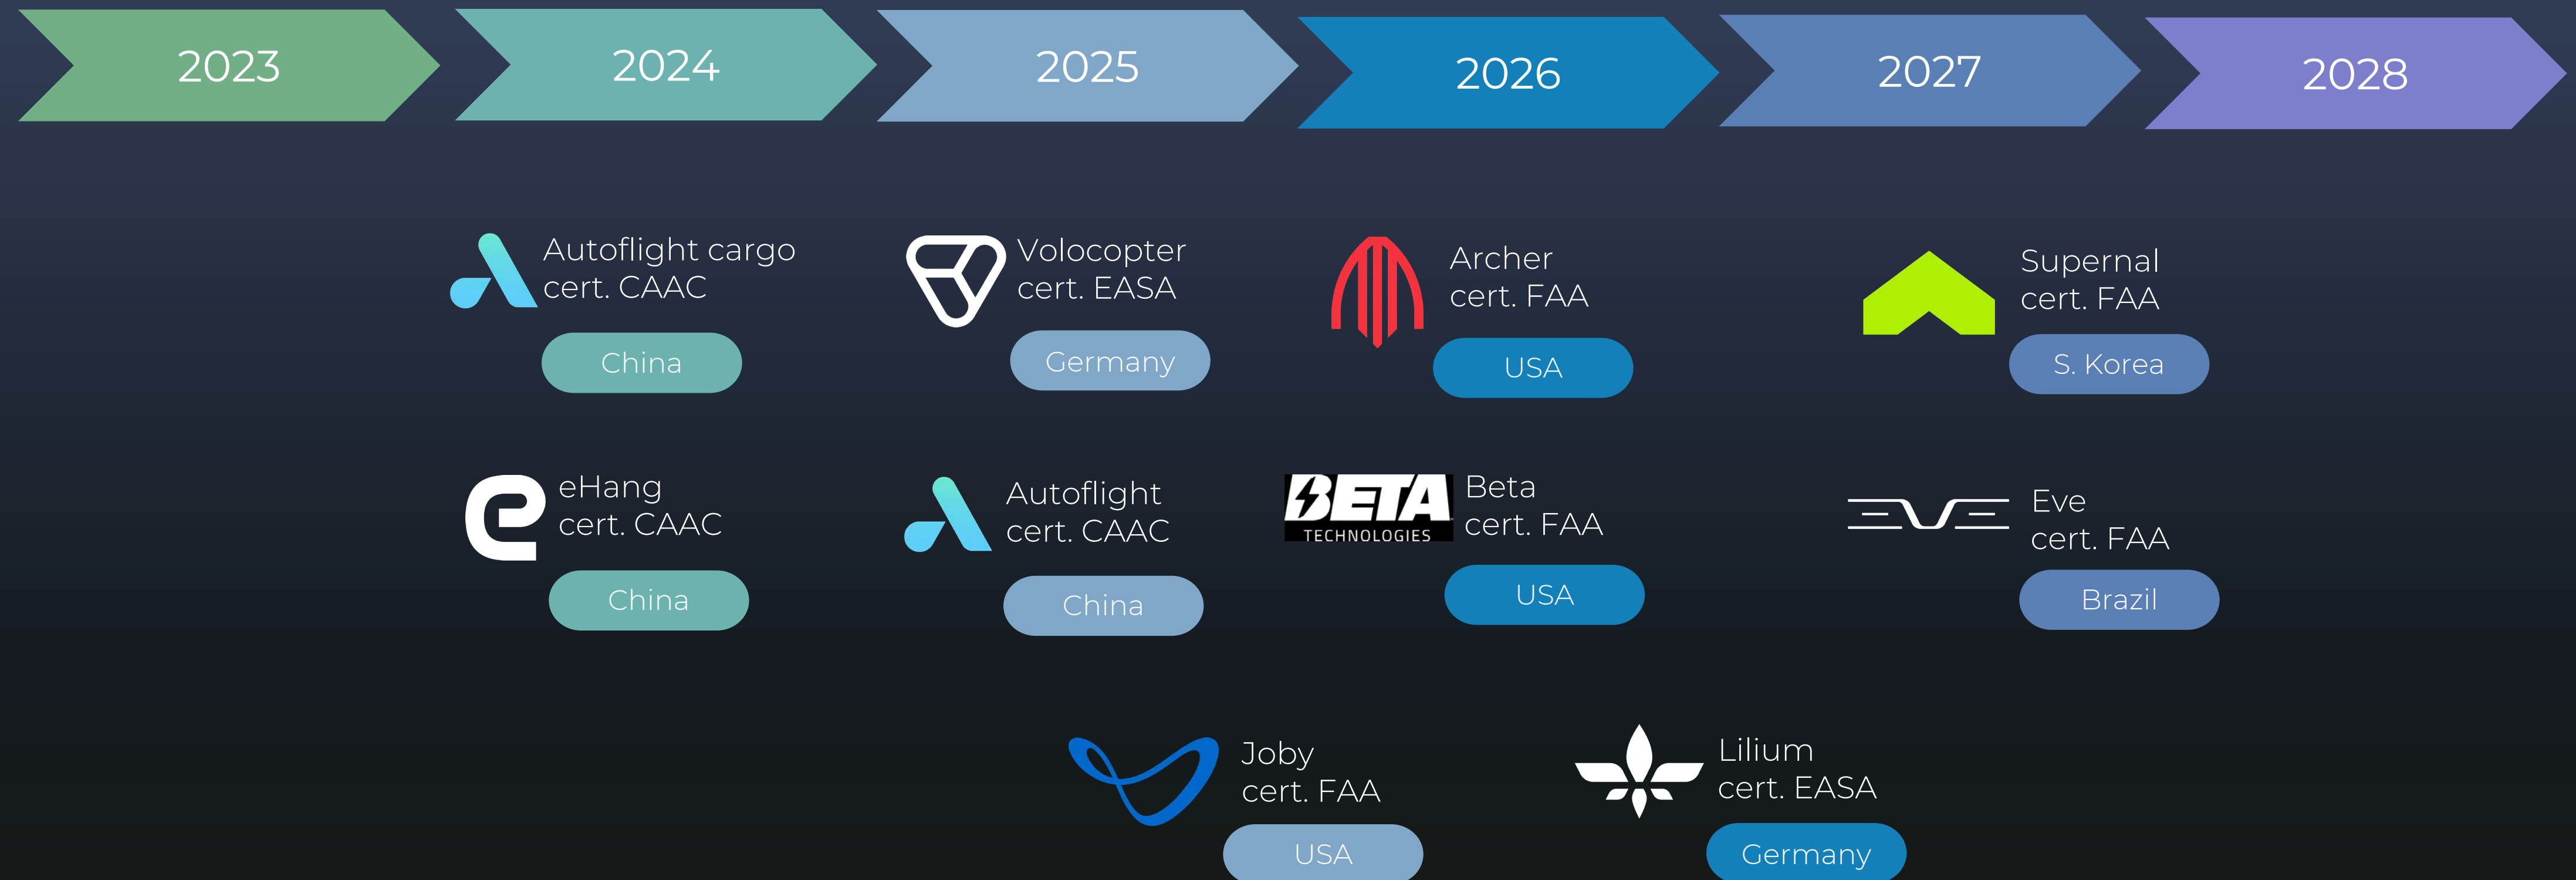 2023
2024
2025
2026
2027
2028
Autoflight cargo
cert. CAAC
China
Volocopter
cert. EASA
Germany
Archer
cert. FAA
USA
Supernal
cert. FAA
S. Korea
eHang
cert. CAAC
China
Autoflight
cert. CAAC
China
BETA
TECHNOLOGIES
Beta
cert. FAA
USA
EVE
Eve
cert. FAA
Brazil
Joby
cert. FAA
USA
Lilium
cert. EASA
Germany